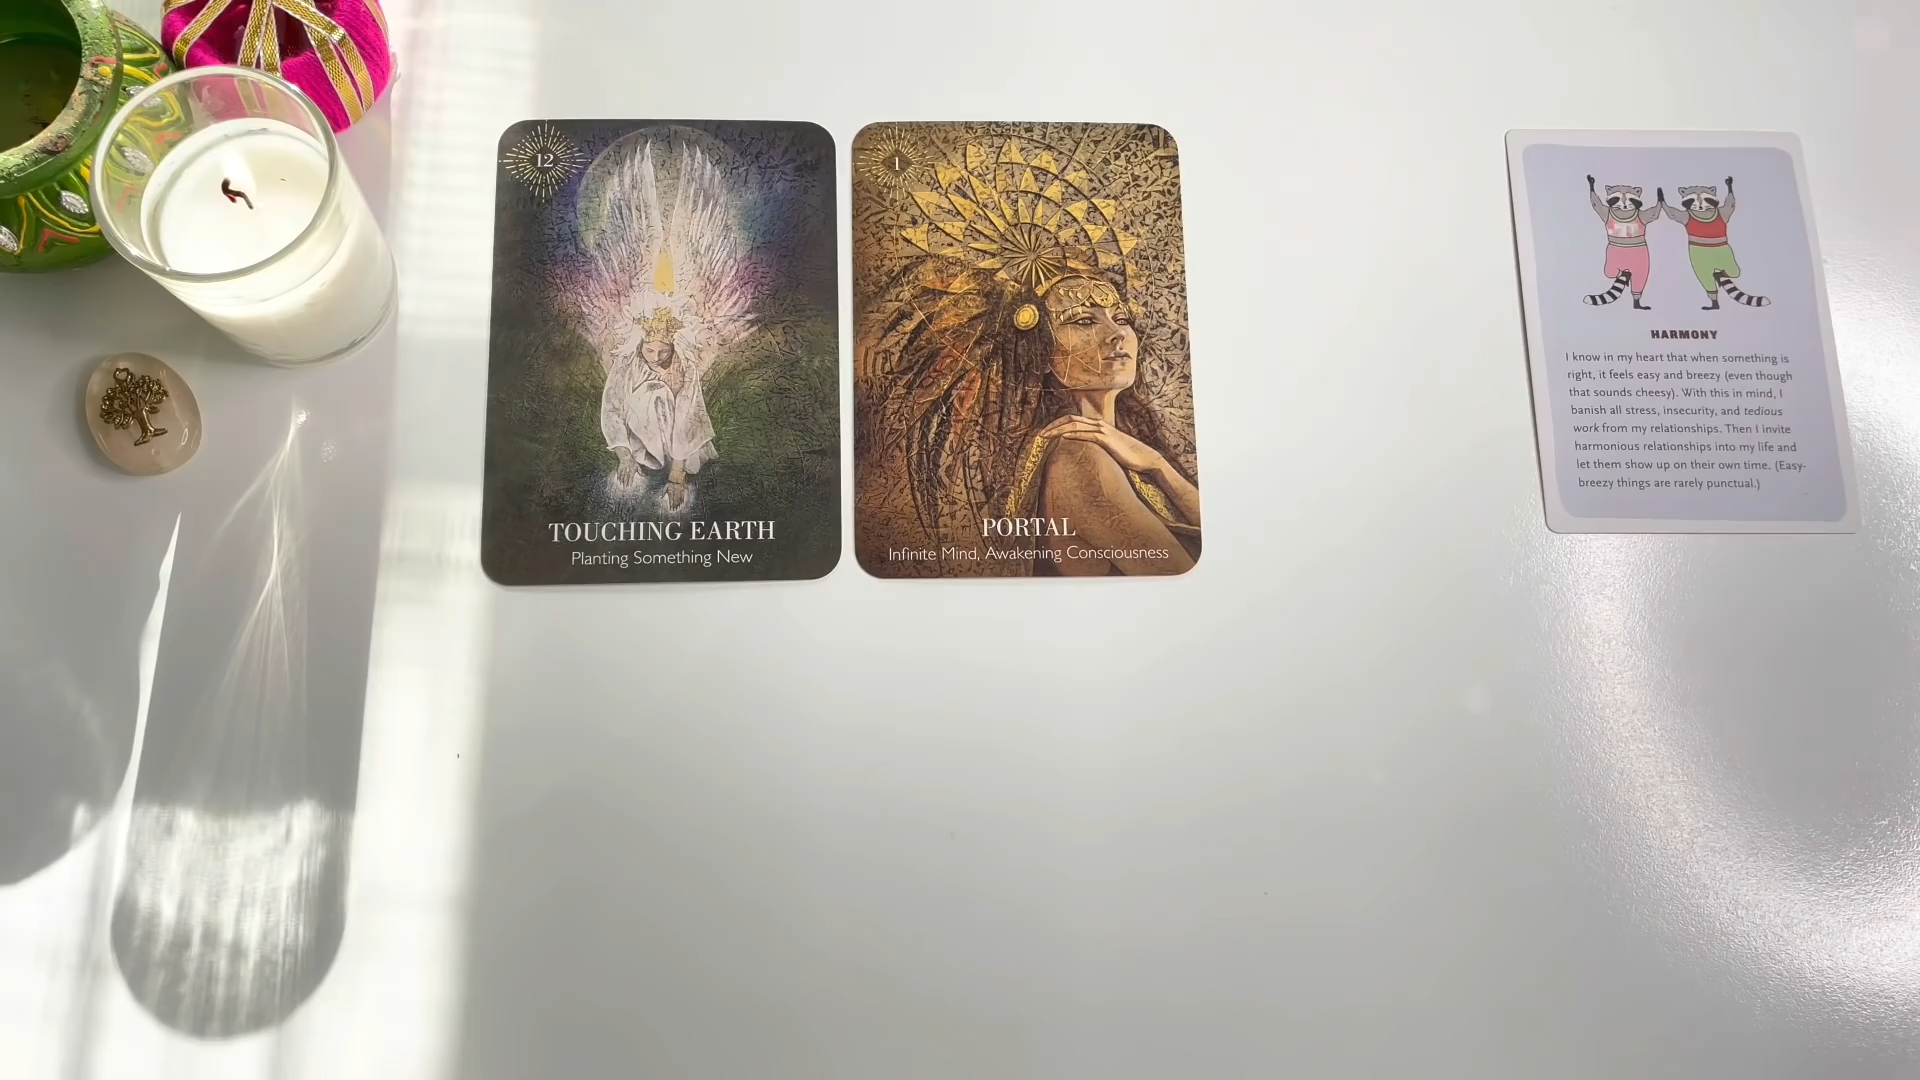 12
TOUCHING EARTH
Planting Something New
1
PORTAL
Infinite Mind, Awakening Consciousness
HARMONY
I know in my heart that when something is
right, it feels easy and breezy (even though
that sounds cheesy). With this in mind, I
banish all stress, insecurity, and tedious
work from my relationships. Then I invite
harmonious relationships into my life and
let them show up on their own time. (Easy-
breezy things are rarely punctual.)